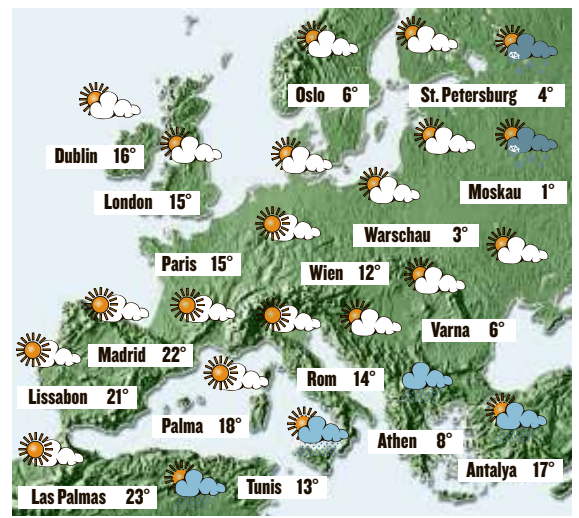 Oslo 6°
St. Petersburg 4°
Dublin 16°
London 15°
Moskau 1°
Warschau 3°
Paris 15°
Wien 12°
Varna 6°
Madrid 22°
Rom 14°
Lissabon 21°
Palma 18°
Athen 8°
Antalya 17°
Las Palmas 23°
Tunis 13°